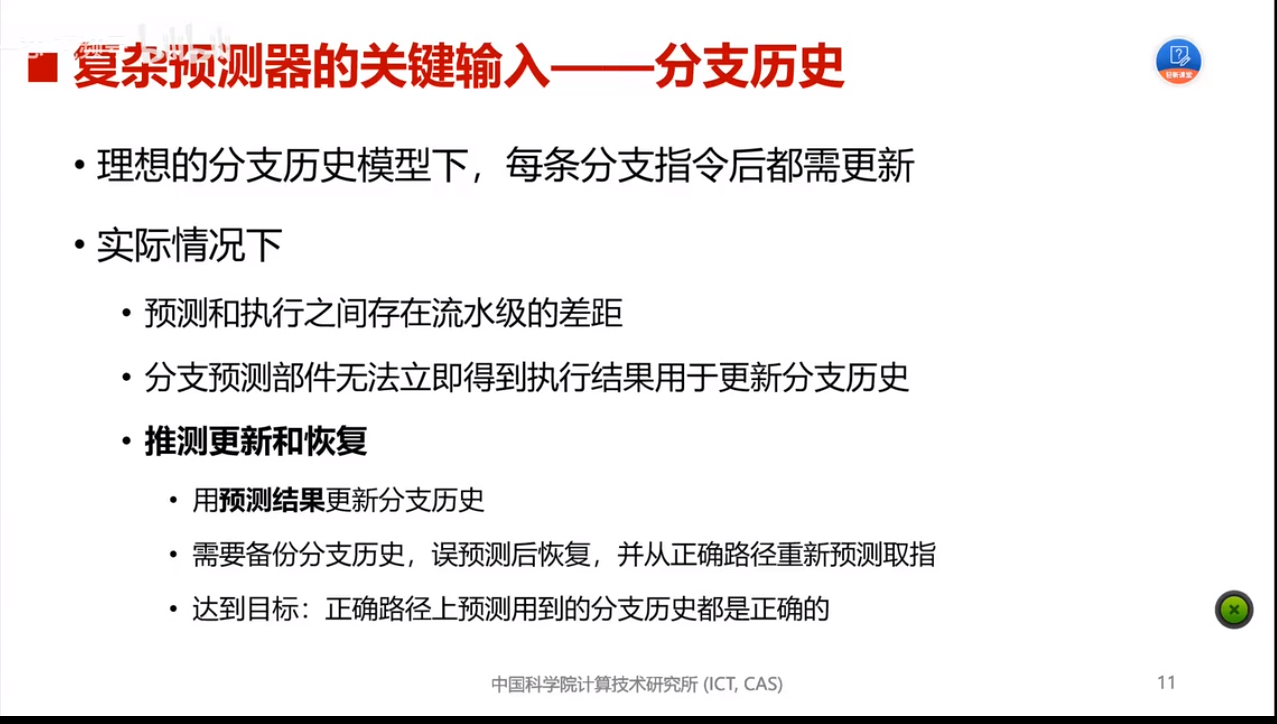 复杂预测器的关键输入——分支历史
轻新课堂
• 理想的分支历史模型下，每条分支指令后都需更新
• 实际情况下
• 预测和执行之间存在流水级的差距
• 分支预测部件无法立即得到执行结果用于更新分支历史
• 推测更新和恢复
• 用预测结果更新分支历史
• 需要备份分支历史，误预测后恢复，并从正确路径重新预测取指
• 达到目标：正确路径上预测用到的分支历史都是正确的
中国科学院计算技术研究所 (ICT, CAS)
11